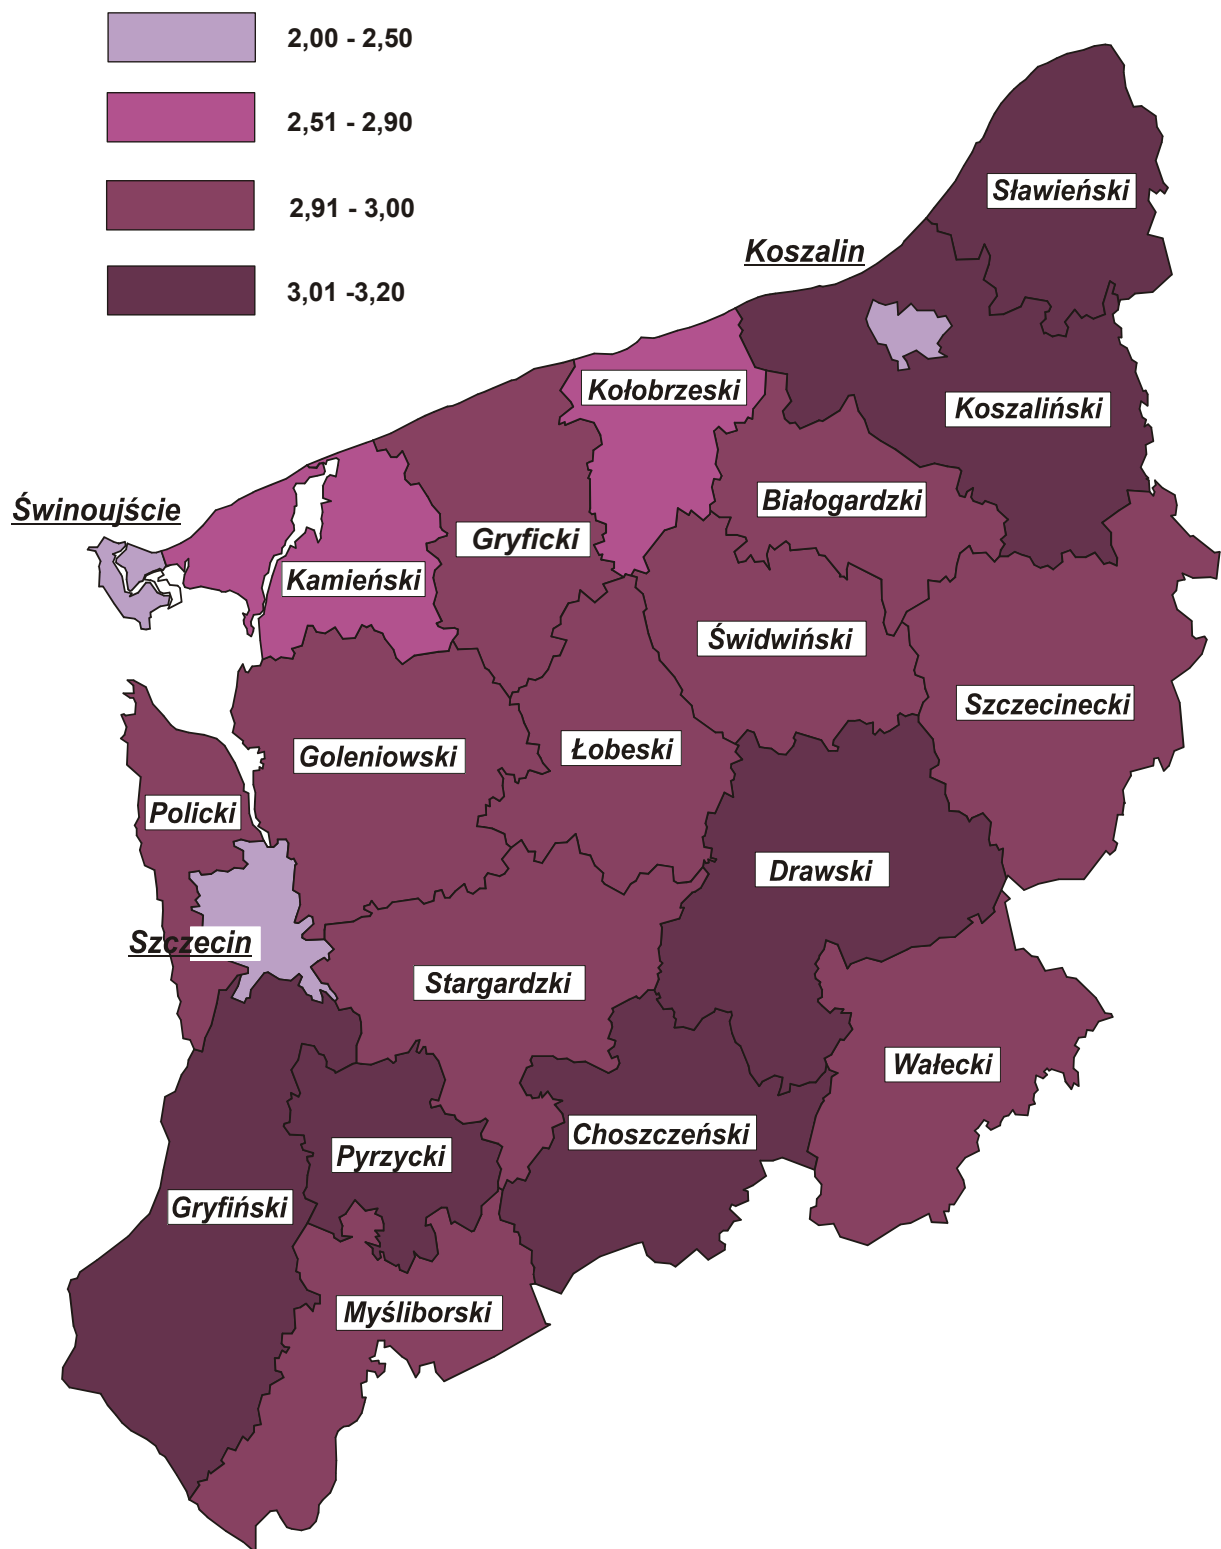 2,00 - 2,50
2,51 - 2,90
2,91 - 3,00
3,01 -3,20
Sławieński
Koszalin
Kołobrzeski
Koszaliński
Białogardzki
Świnoujście
Gryficki
Kamieński
Świdwiński
Szczecinecki
Goleniowski
Łobeski
Policki
Drawski
Szczecin
Stargardzki
Wałecki
Choszczeński
Pyrzycki
Gryfiński
Myśliborski